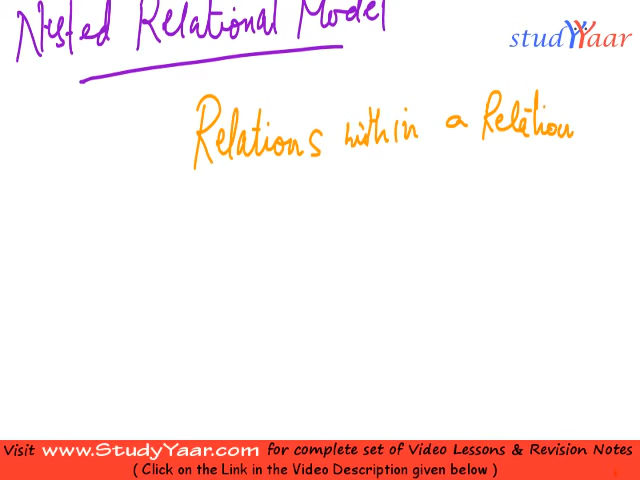 Nested Relational Model
studYYaar
Relations within a Relation
Visit www.StudyYaar.com for complete set of Video Lessons & Revision Notes
( Click on the Link in the Video Description given below )